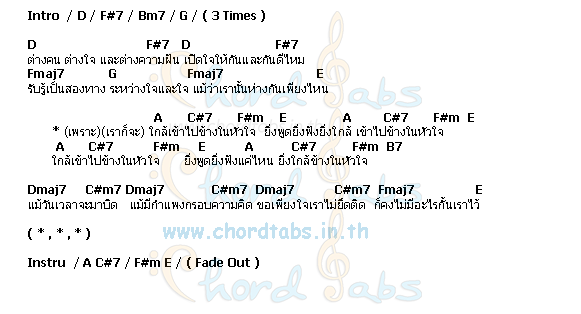 Intro / D / F#7 / Bm7 / G / ( 3 Times )
D F#7 D F#7
ต่างคน ต่างใจ และต่างความฝัน เปิดใจให้กันและกันดีไหม
Fmaj7 G Fmaj7 E
รับรู้เป็นสองทาง ระหว่างใจและใจ แม้ว่าเรานั้นห่างกันเพียงไหน
A C#7 F#m E A C#7 F#m E
* (เพราะ)(เราก็จะ) ใกล้เข้าไปข้างในหัวใจ ยิ่งพูดยิ่งฟังยิ่งใกล้ เข้าไปข้างในหัวใจ
A C#7 F#m E A C#7 F#m B7
ใกล้เข้าไปข้างในหัวใจ ยิ่งพูดยิ่งฟังแค่ไหน ยิ่งใกล้ข้างในหัวใจ
Dmaj7 C#m7 Dmaj7 C#m7 Dmaj7 C#m7 Fmaj7 E
แม้วันเวลาจะมาบิด แม้มีกำแพงกรอบความคิด ขอเพียงใจเราไม่ยึดติด ก็คงไม่มีอะไรกั้นเราไว้
( * , * , * )
www.chordtabs.in.th
Instru / A C#7 / F#m E / ( Fade Out )
Chord Tabs
Chord Tabs